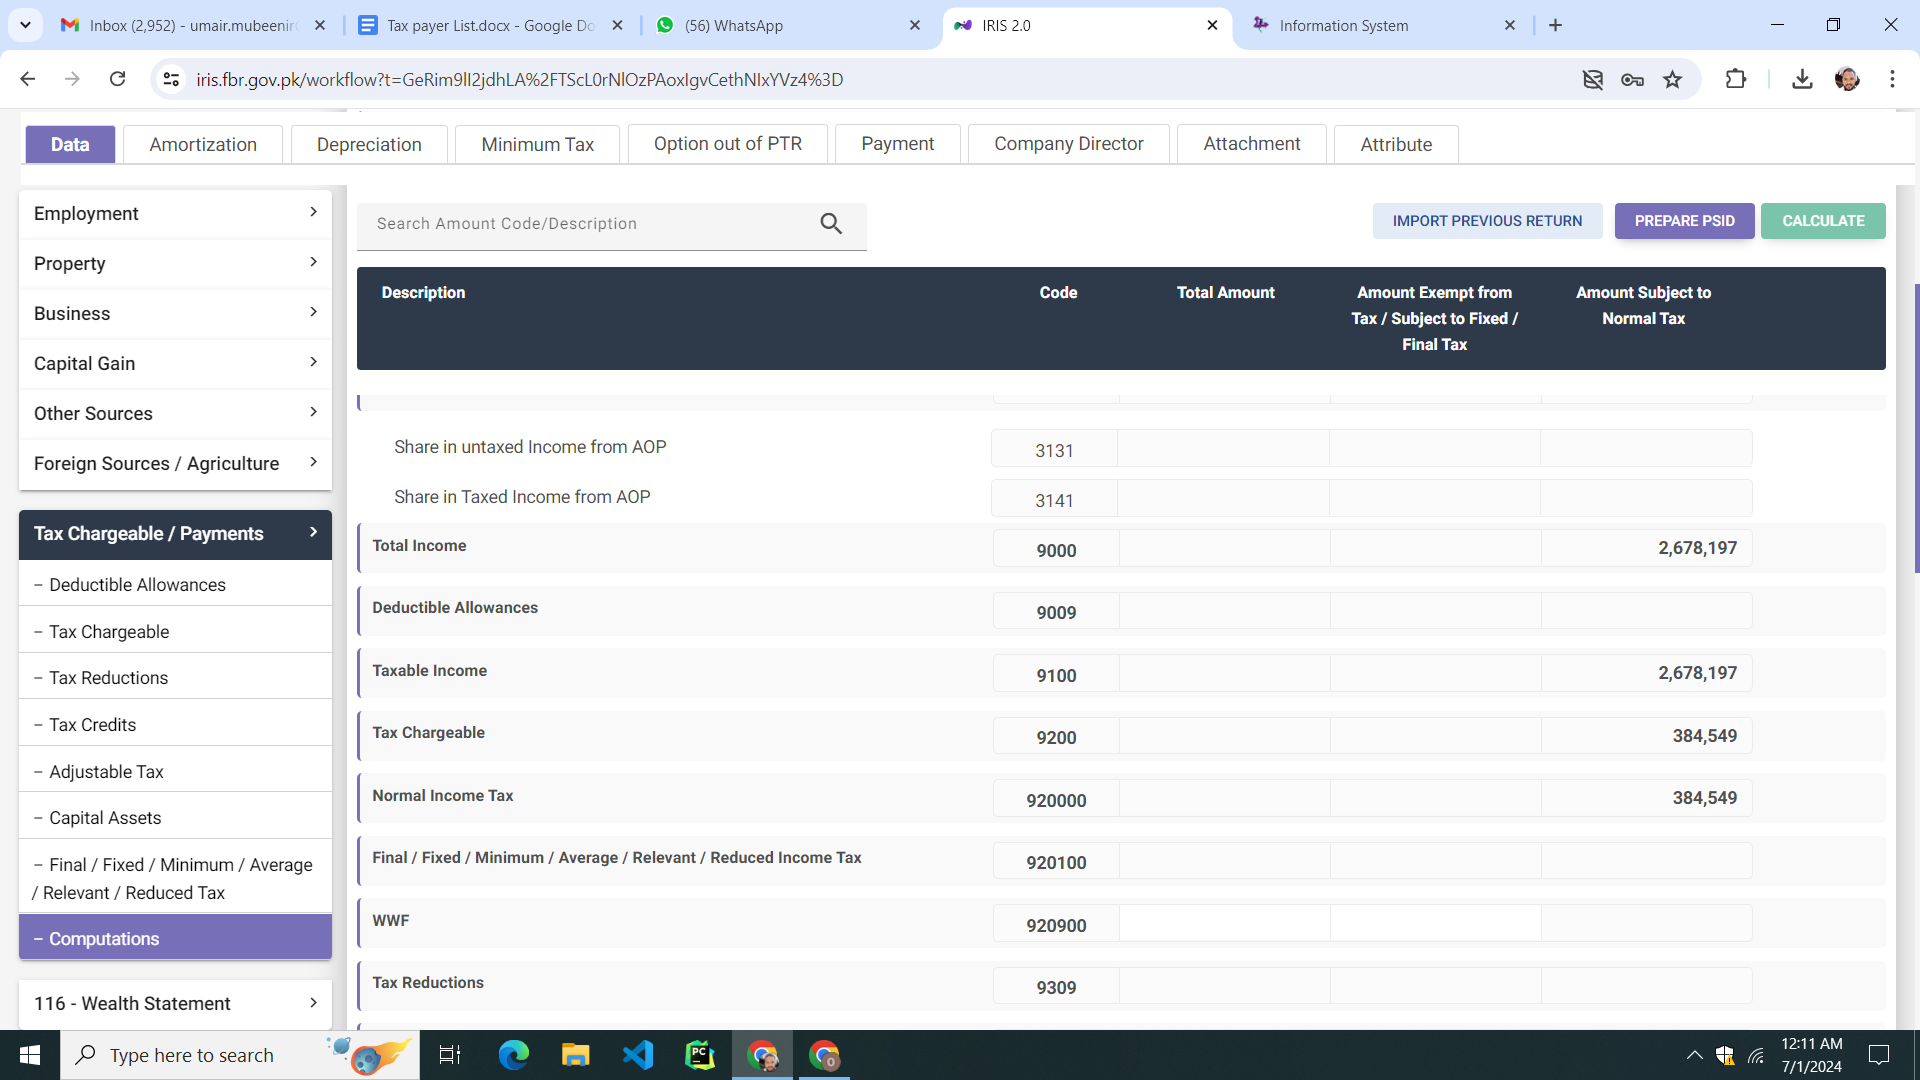 Inbox (2,952) - umair.mubeenir
Tax payer List.docx - Google Do
(56) WhatsApp
IRIS 2.0
Information System
iris.fbr.gov.pk/workflow?t=GeRim9lI2jdhLA%2FTScL0rNlOzPAoxIgvCethNIxYVz4%3D
Data
Amortization
Depreciation
Minimum Tax
Option out of PTR
Payment
Company Director
Attachment
Attribute
Employment
Property
Business
Capital Gain
Other Sources
Foreign Sources / Agriculture
Tax Chargeable / Payments
– Deductible Allowances
– Tax Chargeable
– Tax Reductions
– Tax Credits
– Adjustable Tax
– Capital Assets
– Final / Fixed / Minimum / Average
/ Relevant / Reduced Tax
– Computations
116 - Wealth Statement
Search Amount Code/Description
IMPORT PREVIOUS RETURN
PREPARE PSID
CALCULATE
Description
Code
Total Amount
Amount Exempt from
Tax / Subject to Fixed /
Final Tax
Amount Subject to
Normal Tax
Share in untaxed Income from AOP 3131
Share in Taxed Income from AOP 3141
Total Income 9000 2,678,197
Deductible Allowances 9009
Taxable Income 9100 2,678,197
Tax Chargeable 9200 384,549
Normal Income Tax 920000 384,549
Final / Fixed / Minimum / Average / Relevant / Reduced Income Tax 920100
WWF 920900
Tax Reductions 9309
Type here to search
PC
0
12:11 AM
7/1/2024